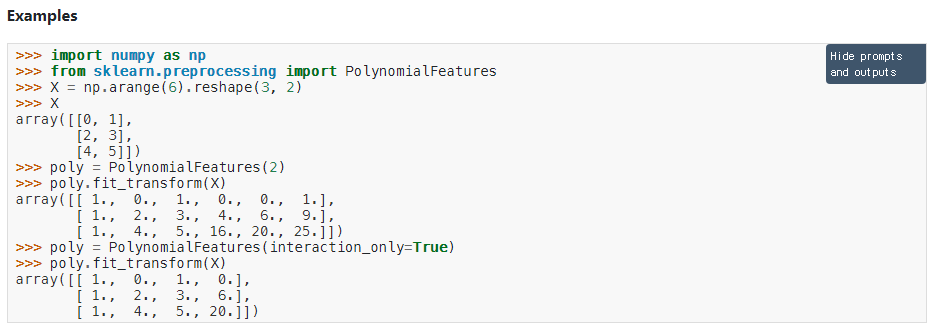 Examples
>>> import numpy as np
>>> from sklearn.preprocessing import PolynomialFeatures
>>> X = np.arange(6).reshape(3, 2)
>>> X
array([[0, 1],
       [2, 3],
       [4, 5]])
>>> poly = PolynomialFeatures(2)
>>> poly.fit_transform(X)
array([[ 1.,  0.,  1.,  0.,  0.,  1.],
       [ 1.,  2.,  3.,  4.,  6.,  9.],
       [ 1.,  4.,  5., 16., 20., 25.]])
>>> poly = PolynomialFeatures(interaction_only=True)
>>> poly.fit_transform(X)
array([[ 1.,  0.,  1.,  0.],
       [ 1.,  2.,  3.,  6.],
       [ 1.,  4.,  5., 20.]])
Hide prompts
and outputs